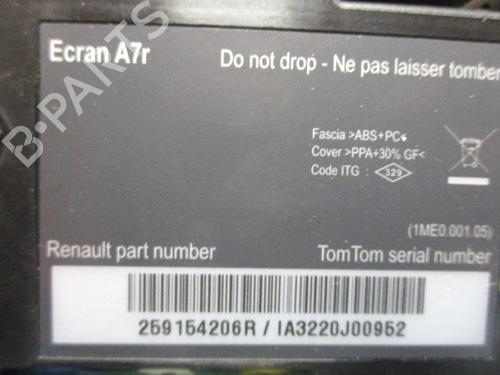 Ecran A7r
Do not drop - Ne pas laisser tomber
Fascia >ABS+PC<
Cover >PPA+30% GF<
Code ITG : 329
(1ME0.001.05)
Renault part number
TomTom serial number
259154206R / IA3220J00952